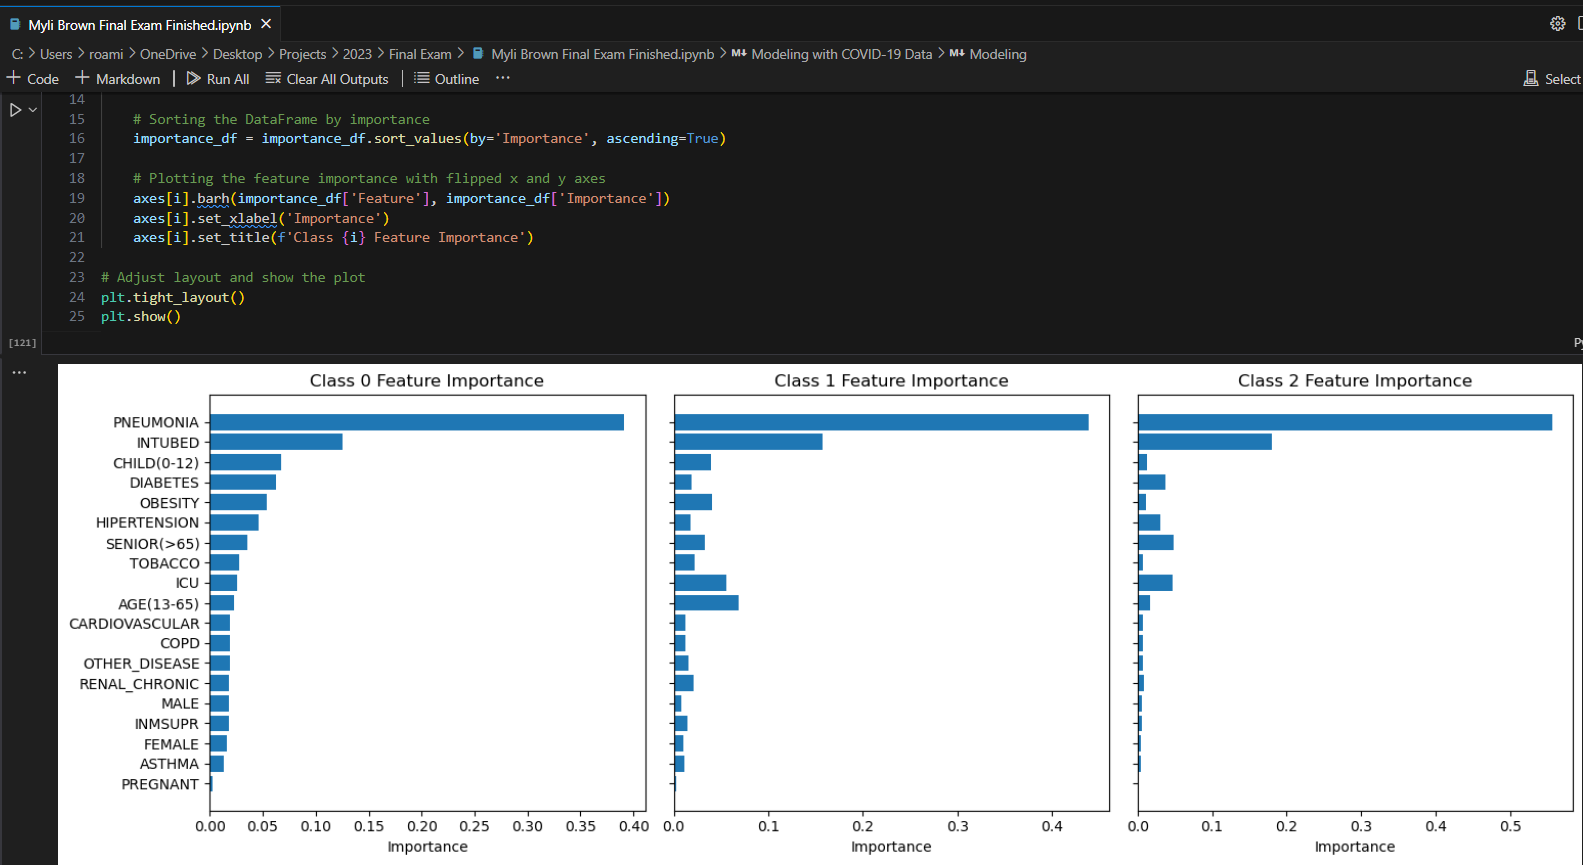 Myli Brown Final Exam Finished.ipynb ×
C: > Users > roami > OneDrive > Desktop > Projects > 2023 > Final Exam > Myli Brown Final Exam Finished.ipynb > M↓ Modeling with COVID-19 Data > M↓ Modeling
+ Code + Markdown | Run All Clear All Outputs | Outline ··· Select
14
15 # Sorting the DataFrame by importance
16 importance_df = importance_df.sort_values(by='Importance', ascending=True)
17
18 # Plotting the feature importance with flipped x and y axes
19 axes[i].barh(importance_df['Feature'], importance_df['Importance'])
20 axes[i].set_xlabel('Importance')
21 axes[i].set_title(f'Class {i} Feature Importance')
22
23 # Adjust layout and show the plot
24 plt.tight_layout()
25 plt.show()
[121] Py
···
Class 0 Feature Importance Class 1 Feature Importance Class 2 Feature Importance
PNEUMONIA
INTUBED
CHILD(0-12)
DIABETES
OBESITY
HIPERTENSION
SENIOR(>65)
TOBACCO
ICU
AGE(13-65)
CARDIOVASCULAR
COPD
OTHER_DISEASE
RENAL_CHRONIC
MALE
INMSUPR
FEMALE
ASTHMA
PREGNANT
0.00 0.05 0.10 0.15 0.20 0.25 0.30 0.35 0.40 0.0 0.1 0.2 0.3 0.4 0.0 0.1 0.2 0.3 0.4 0.5
Importance Importance Importance